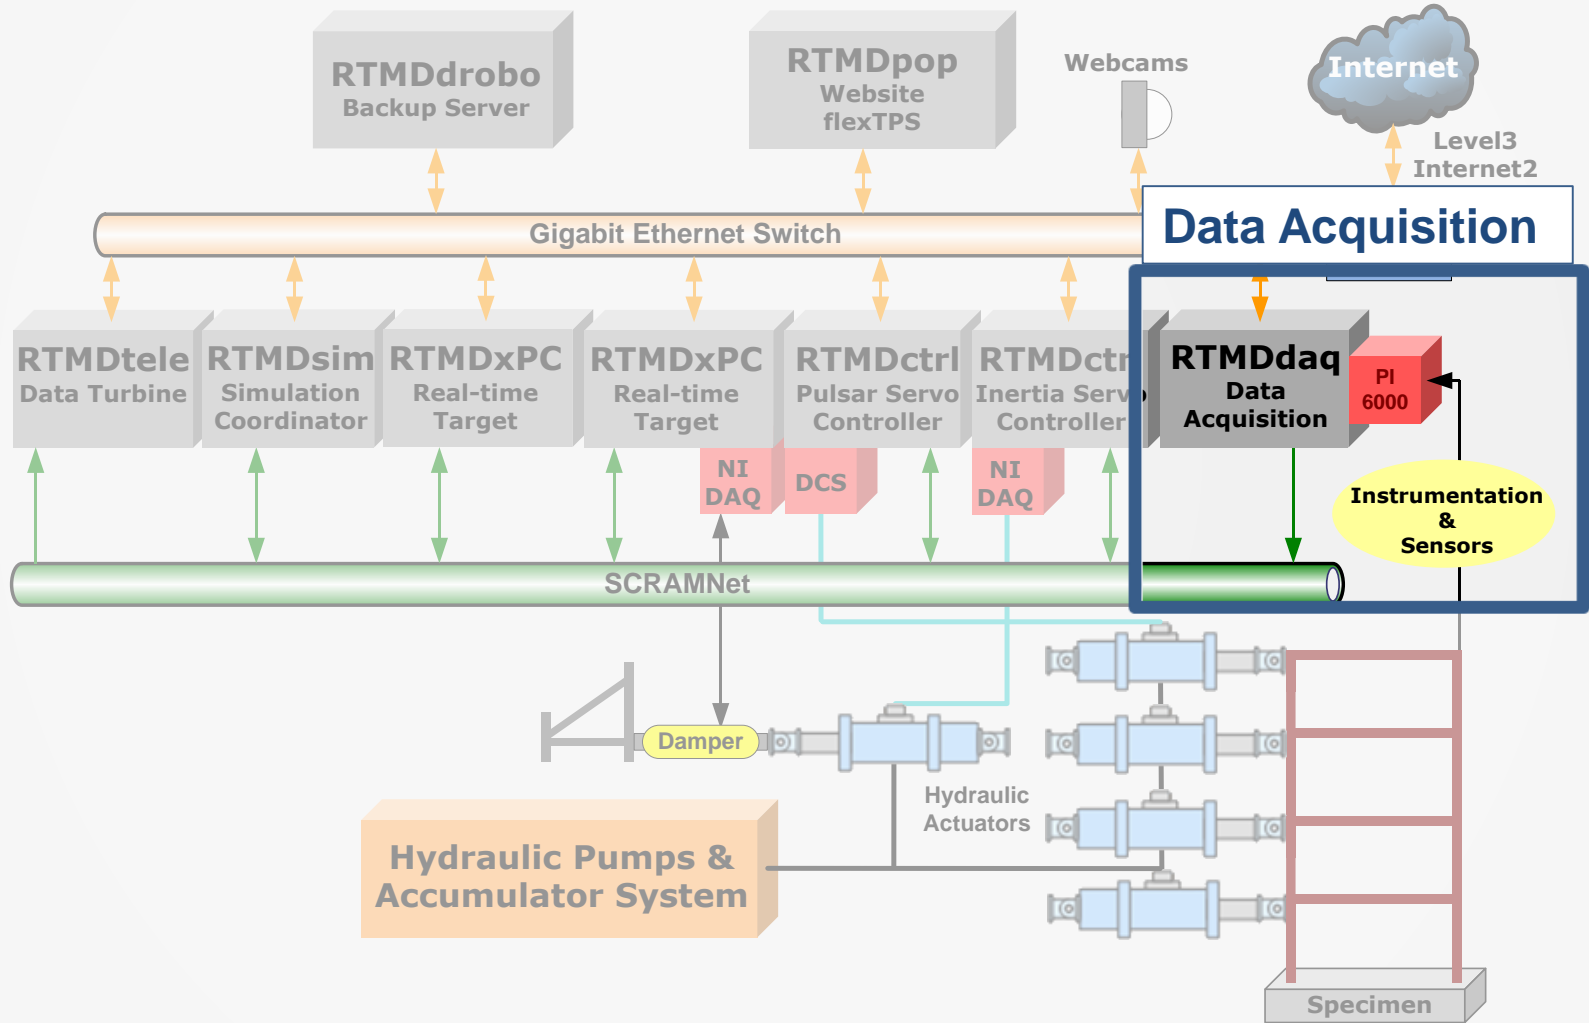 RTMDdrobo
Backup Server
RTMDpop
Website
flexTPS
Webcams
Internet
Level3
Internet2
Gigabit Ethernet Switch
Data Acquisition
RTMDtele
Data Turbine
RTMDsim
Simulation
Coordinator
RTMDxPC
Real-time
Target
RTMDxPC
Real-time
Target
RTMDctrl
Pulsar Servo
Controller
RTMDctr
Inertia Servo
Controller
RTMDdaq
Data
Acquisition
PI
6000
NI
DAQ
DCS
NI
DAQ
Instrumentation
&
Sensors
SCRAMNet
Damper
Hydraulic
Actuators
Hydraulic Pumps &
Accumulator System
Specimen